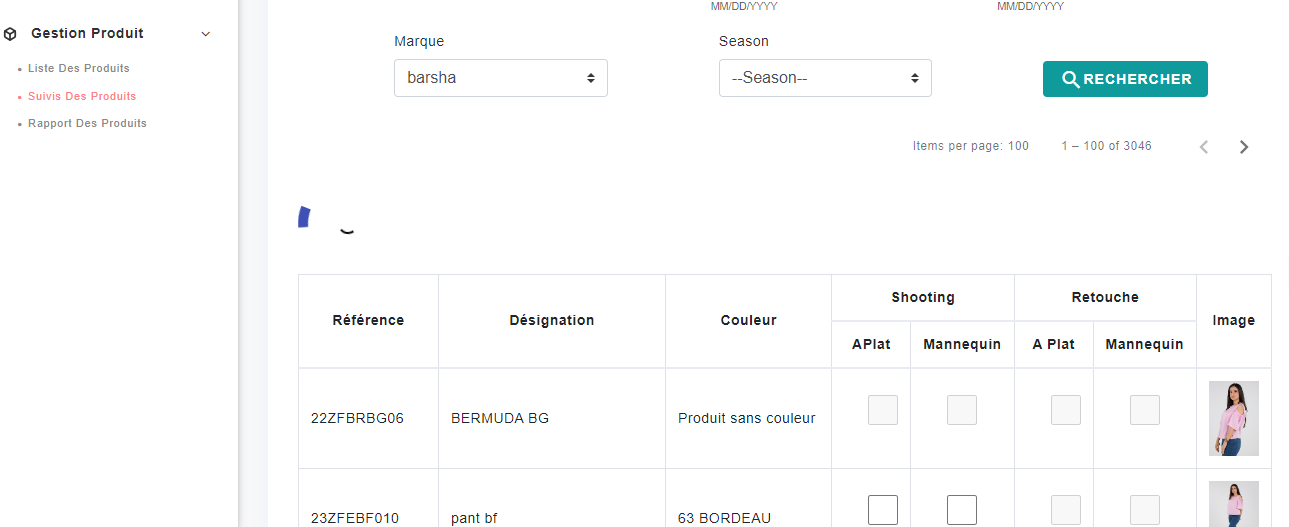 MM/DD/YYYY MM/DD/YYYY
Gestion Produit
Liste Des Produits
Suivis Des Produits
Rapport Des Produits
Marque Season
barsha --Season-- RECHERCHER
Items per page: 100 1 – 100 of 3046
Référence Désignation Couleur Shooting Retouche Image
APlat Mannequin A Plat Mannequin
22ZFBRBG06 BERMUDA BG Produit sans couleur
23ZFEBF010 pant bf 63 BORDEAU